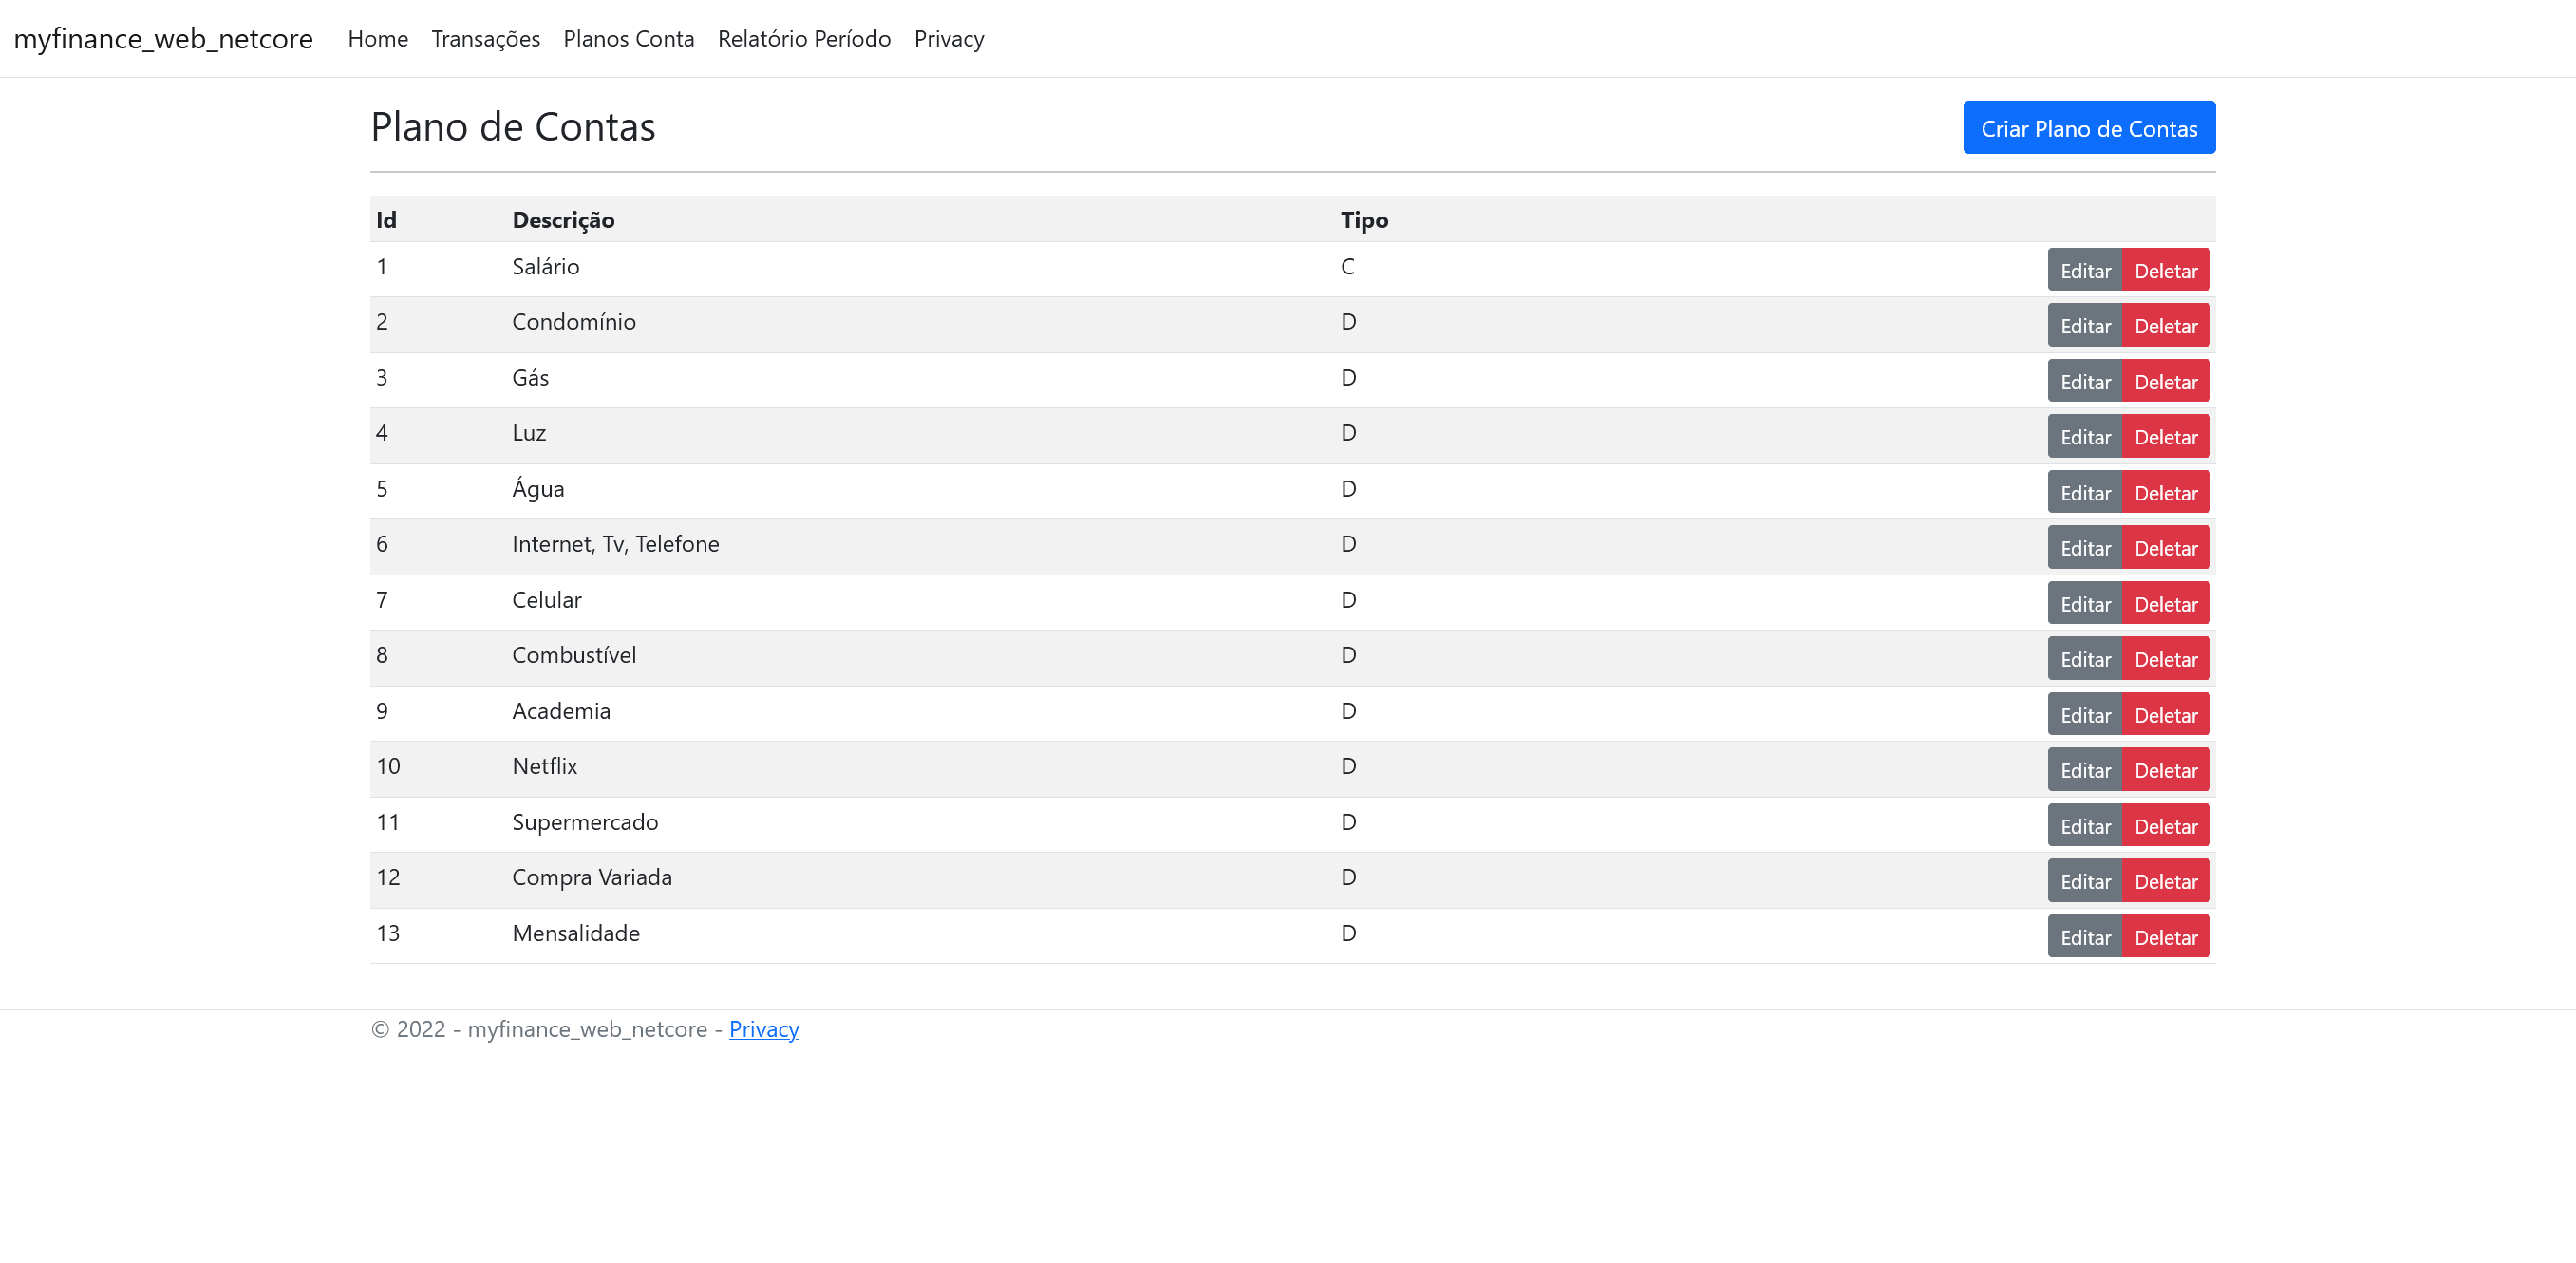 myfinance_web_netcore Home Transações Planos Conta Relatório Período Privacy
Plano de Contas Criar Plano de Contas
Id Descrição Tipo
1 Salário C Editar Deletar
2 Condomínio D Editar Deletar
3 Gás D Editar Deletar
4 Luz D Editar Deletar
5 Água D Editar Deletar
6 Internet, Tv, Telefone D Editar Deletar
7 Celular D Editar Deletar
8 Combustível D Editar Deletar
9 Academia D Editar Deletar
10 Netflix D Editar Deletar
11 Supermercado D Editar Deletar
12 Compra Variada D Editar Deletar
13 Mensalidade D Editar Deletar
© 2022 - myfinance_web_netcore - Privacy